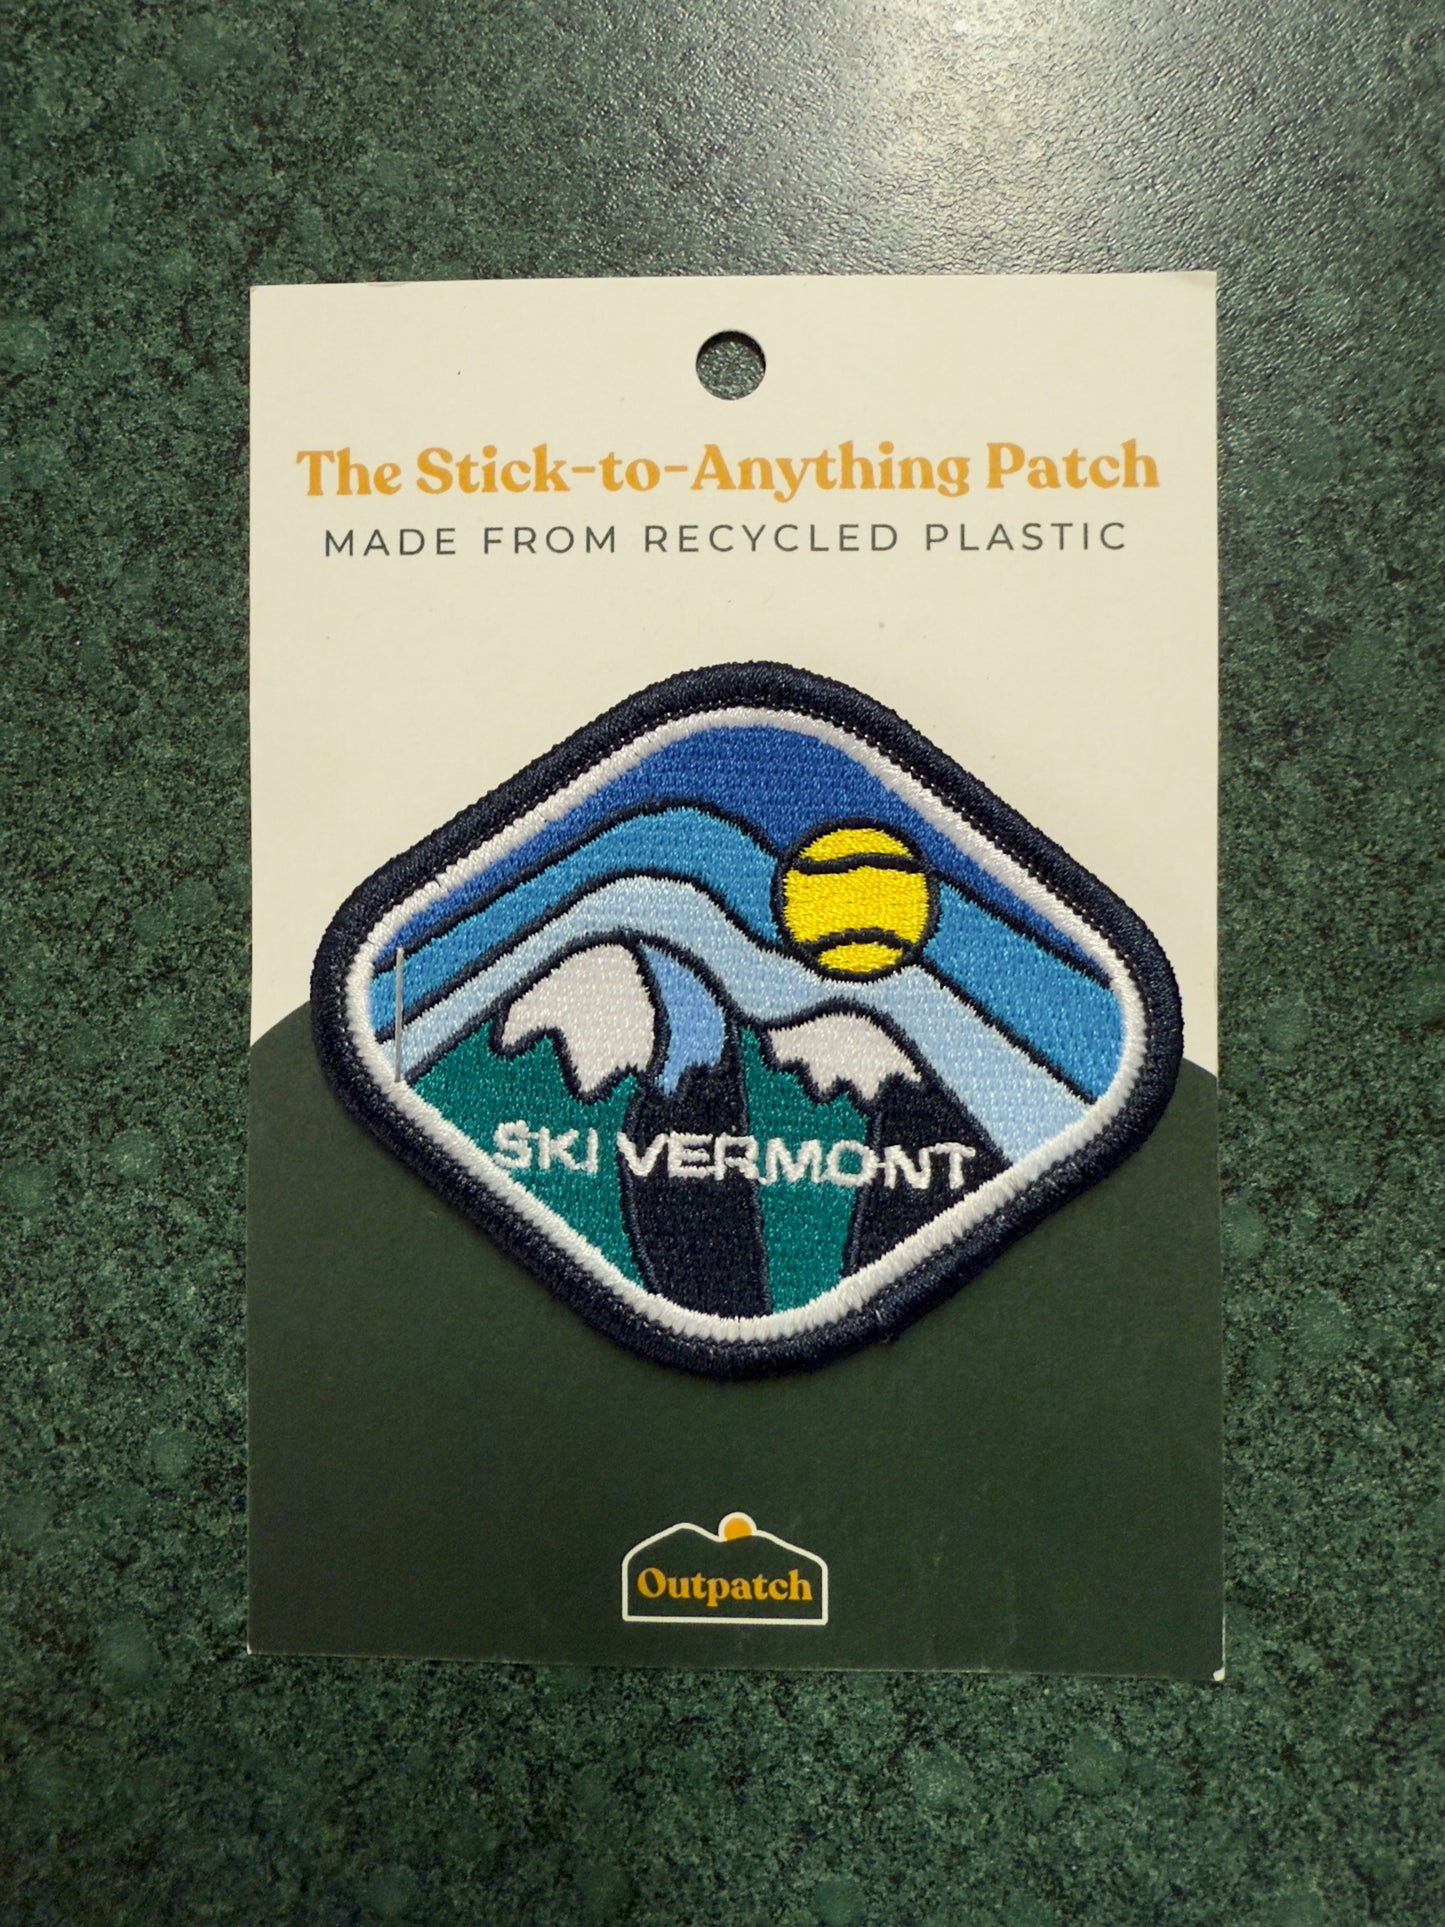 The Stick-to-Anything Patch
MADE FROM RECYCLED PLASTIC
SKI VERMONT
Outpatch